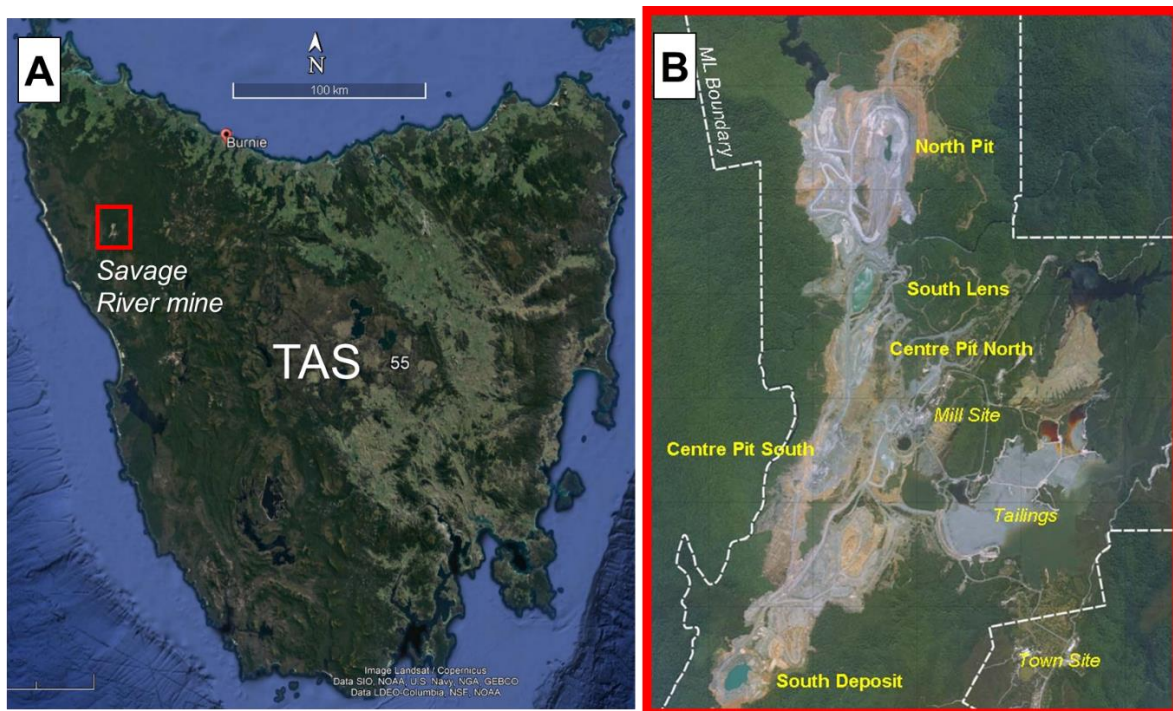 A
N
100 km
Burnie
Savage
River mine
TAS
55
Image Landsat / Copernicus
Data SIO, NOAA, U.S. Navy, NGA, GEBCO
Data LDEO-Columbia, NSF, NOAA
B
ML Boundary
North Pit
South Lens
Centre Pit North
Mill Site
Centre Pit South
Tailings
Town Site
South Deposit